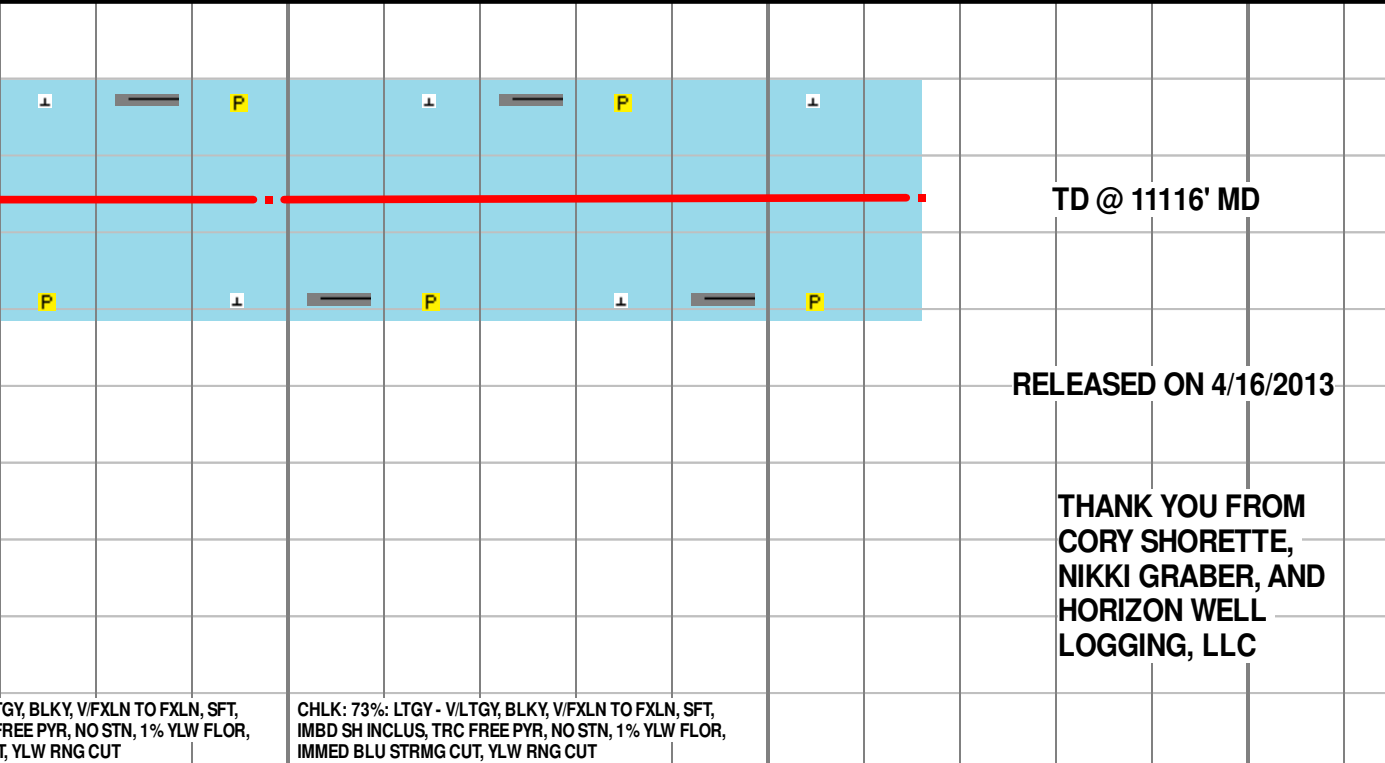 P
P
TD @ 11116' MD
P
P
P
RELEASED ON 4/16/2013
THANK YOU FROM
CORY SHORETTE,
NIKKI GRABER, AND
HORIZON WELL
LOGGING, LLC
TGY, BLKY, V/FXLN TO FXLN, SFT,
FREE PYR, NO STN, 1% YLW FLOR,
T, YLW RNG CUT
CHLK: 73%: LTGY - V/LTGY, BLKY, V/FXLN TO FXLN, SFT,
IMBD SH INCLUS, TRC FREE PYR, NO STN, 1% YLW FLOR,
IMMED BLU STRMG CUT, YLW RNG CUT